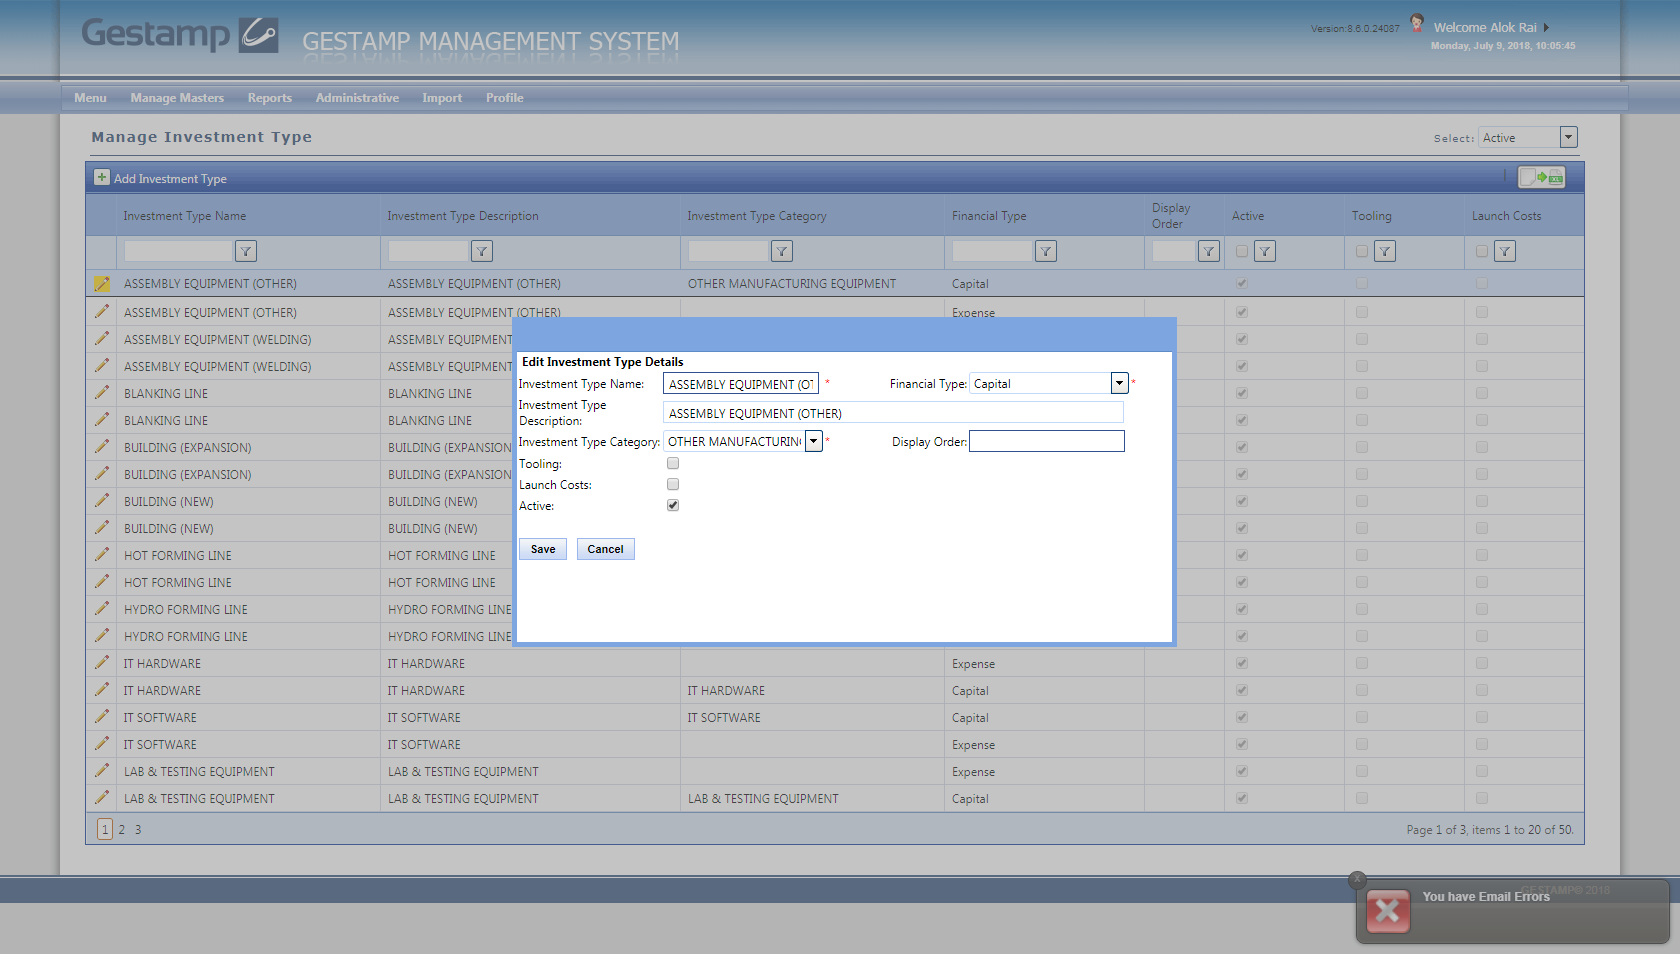 Gestamp
GESTAMP MANAGEMENT SYSTEM
Version:8.6.0.24087
Welcome Alok Rai
Monday, July 9, 2018, 10:05:45
Menu Manage Masters Reports Administrative Import Profile
Manage Investment Type
Select: Active
Add Investment Type
Investment Type Name Investment Type Description Investment Type Category Financial Type Display Order Active Tooling Launch Costs
ASSEMBLY EQUIPMENT (OTHER) ASSEMBLY EQUIPMENT (OTHER) OTHER MANUFACTURING EQUIPMENT Capital
ASSEMBLY EQUIPMENT (OTHER) ASSEMBLY EQUIPMENT (OTHER) Expense
ASSEMBLY EQUIPMENT (WELDING) ASSEMBLY EQUIPMENT
ASSEMBLY EQUIPMENT (WELDING) ASSEMBLY EQUIPMENT
BLANKING LINE BLANKING LINE
BLANKING LINE BLANKING LINE
BUILDING (EXPANSION) BUILDING (EXPANSION
BUILDING (EXPANSION) BUILDING (EXPANSION
BUILDING (NEW) BUILDING (NEW)
BUILDING (NEW) BUILDING (NEW)
HOT FORMING LINE HOT FORMING LINE
HOT FORMING LINE HOT FORMING LINE
HYDRO FORMING LINE HYDRO FORMING LINE
HYDRO FORMING LINE HYDRO FORMING LINE
IT HARDWARE IT HARDWARE Expense
IT HARDWARE IT HARDWARE IT HARDWARE Capital
IT SOFTWARE IT SOFTWARE IT SOFTWARE Capital
IT SOFTWARE IT SOFTWARE Expense
LAB & TESTING EQUIPMENT LAB & TESTING EQUIPMENT Expense
LAB & TESTING EQUIPMENT LAB & TESTING EQUIPMENT LAB & TESTING EQUIPMENT Capital
1 2 3 Page 1 of 3, items 1 to 20 of 50.
Edit Investment Type Details
Investment Type Name: ASSEMBLY EQUIPMENT (OT * Financial Type: Capital *
Investment Type
Description: ASSEMBLY EQUIPMENT (OTHER)
Investment Type Category: OTHER MANUFACTURING * Display Order:
Tooling:
Launch Costs:
Active:
Save Cancel
GESTAMP© 2018
X
You have Email Errors